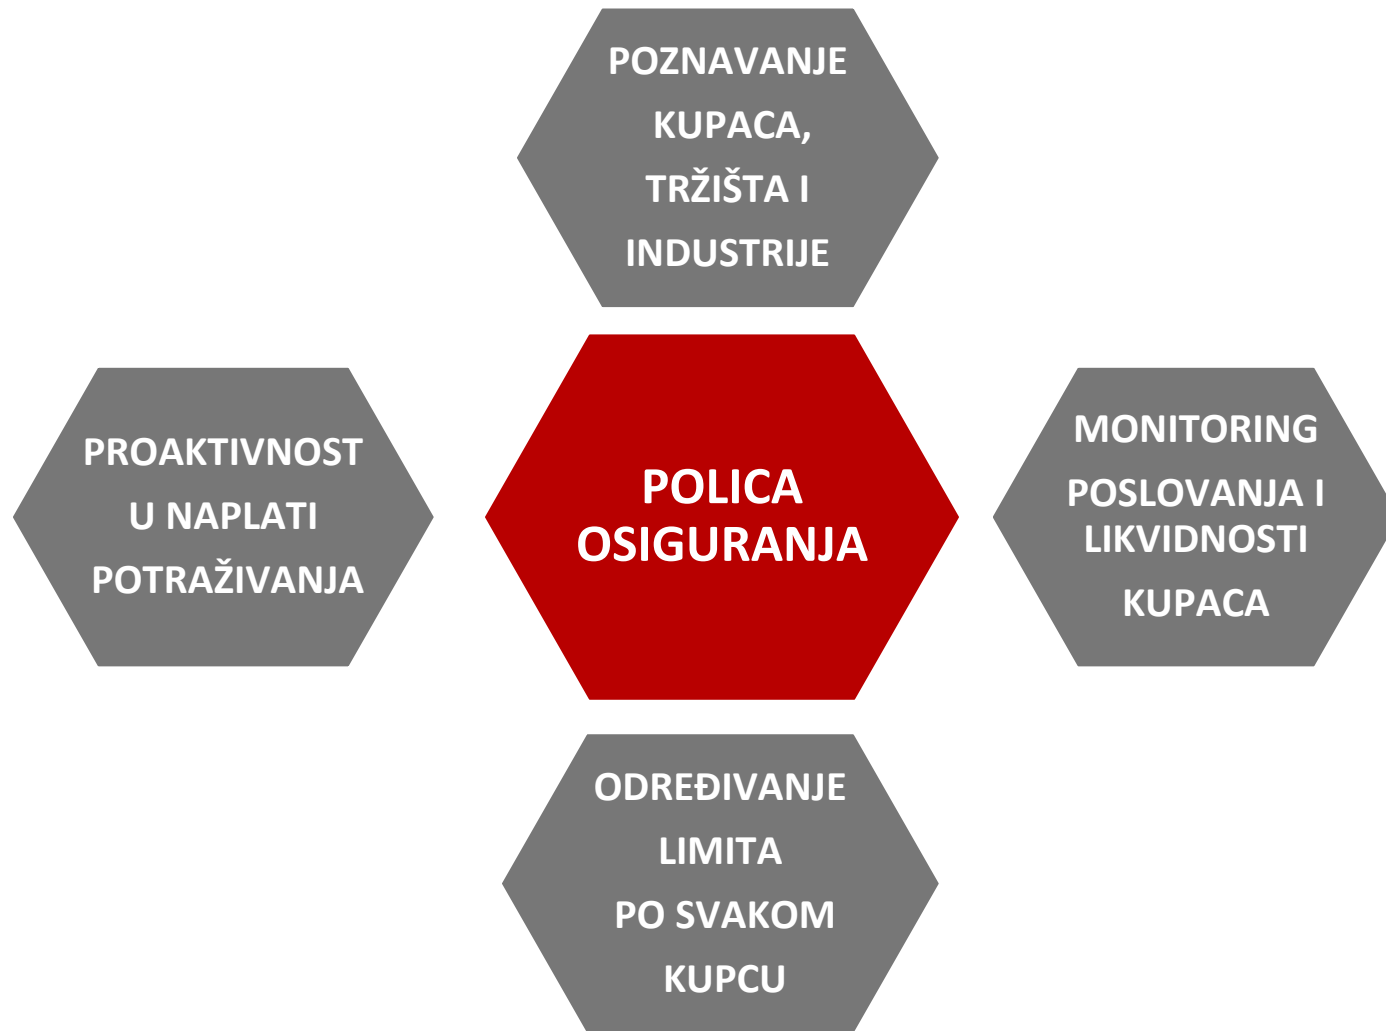 POZNAVANJE
KUPACA,
TRŽIŠTA I
INDUSTRIJE
PROAKTIVNOST
U NAPLATI
POTRAŽIVANJA
POLICA
OSIGURANJA
MONITORING
POSLOVANJA I
LIKVIDNOSTI
KUPACA
ODREĐIVANJE
LIMITA
PO SVAKOM
KUPCU